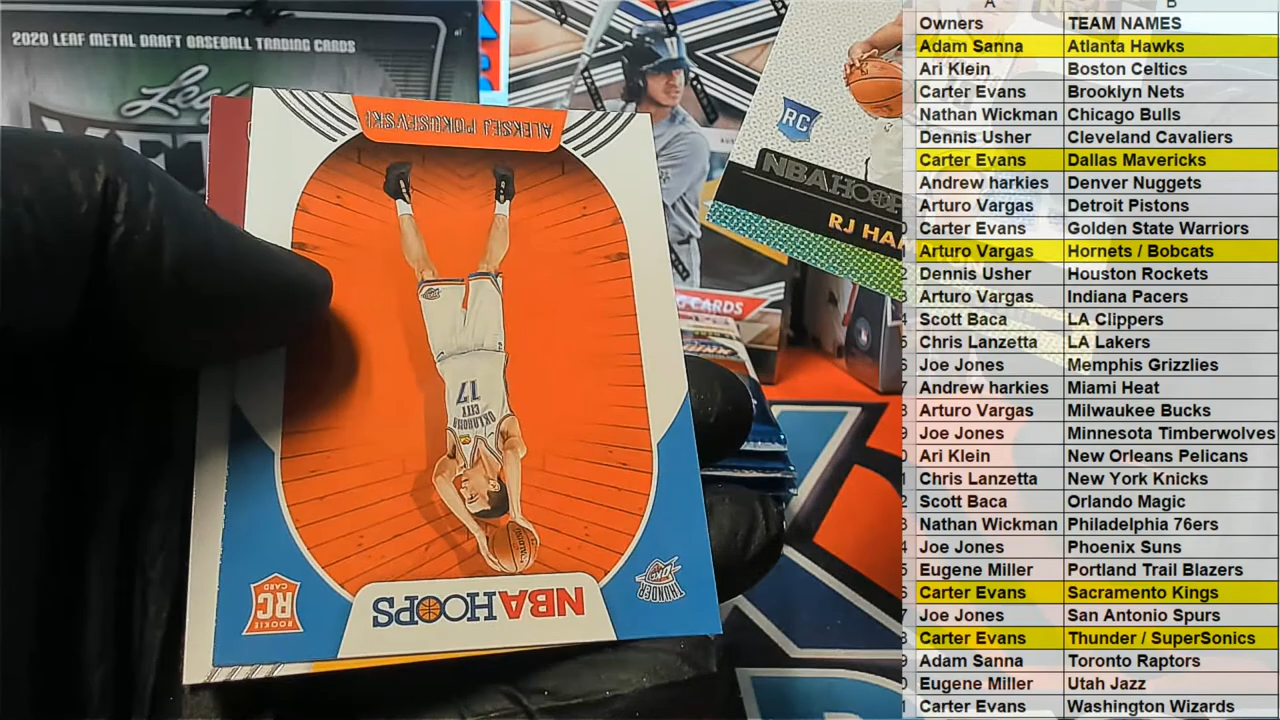 2020 LEAF METAL DRAFT BASEBALL TRADING CARDS
Leaf
ALEKSEJ POKUSEVSKI
17
OKLAHOMA
CITY
SPALDING
RC
ROOKIE
CARD
NBA HOOPS
OKC
THUNDER
RC
NBA HOOPS
RJ HAM
G CARDS
A B
Owners TEAM NAMES
Adam Sanna Atlanta Hawks
Ari Klein Boston Celtics
Carter Evans Brooklyn Nets
Nathan Wickman Chicago Bulls
Dennis Usher Cleveland Cavaliers
Carter Evans Dallas Mavericks
Andrew harkies Denver Nuggets
Arturo Vargas Detroit Pistons
Carter Evans Golden State Warriors
Arturo Vargas Hornets / Bobcats
Dennis Usher Houston Rockets
Arturo Vargas Indiana Pacers
Scott Baca LA Clippers
Chris Lanzetta LA Lakers
Joe Jones Memphis Grizzlies
Andrew harkies Miami Heat
Arturo Vargas Milwaukee Bucks
Joe Jones Minnesota Timberwolves
Ari Klein New Orleans Pelicans
Chris Lanzetta New York Knicks
Scott Baca Orlando Magic
Nathan Wickman Philadelphia 76ers
Joe Jones Phoenix Suns
Eugene Miller Portland Trail Blazers
Carter Evans Sacramento Kings
Joe Jones San Antonio Spurs
Carter Evans Thunder / SuperSonics
Adam Sanna Toronto Raptors
Eugene Miller Utah Jazz
Carter Evans Washington Wizards